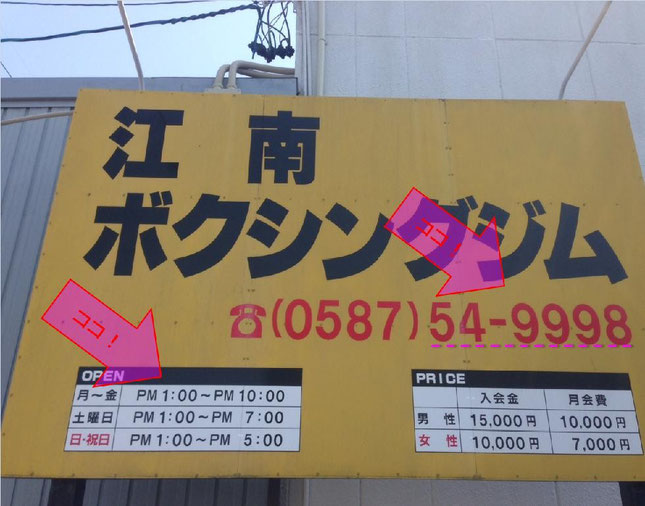 江南
ボクシングジム
ココ！
☎(0587)54-9998
ココ！
OPEN
月～金 PM 1:00～PM 10:00
土曜日 PM 1:00～PM 7:00
日・祝日 PM 1:00～PM 5:00
PRICE
入会金 月会費
男性 15,000円 10,000円
女性 10,000円 7,000円